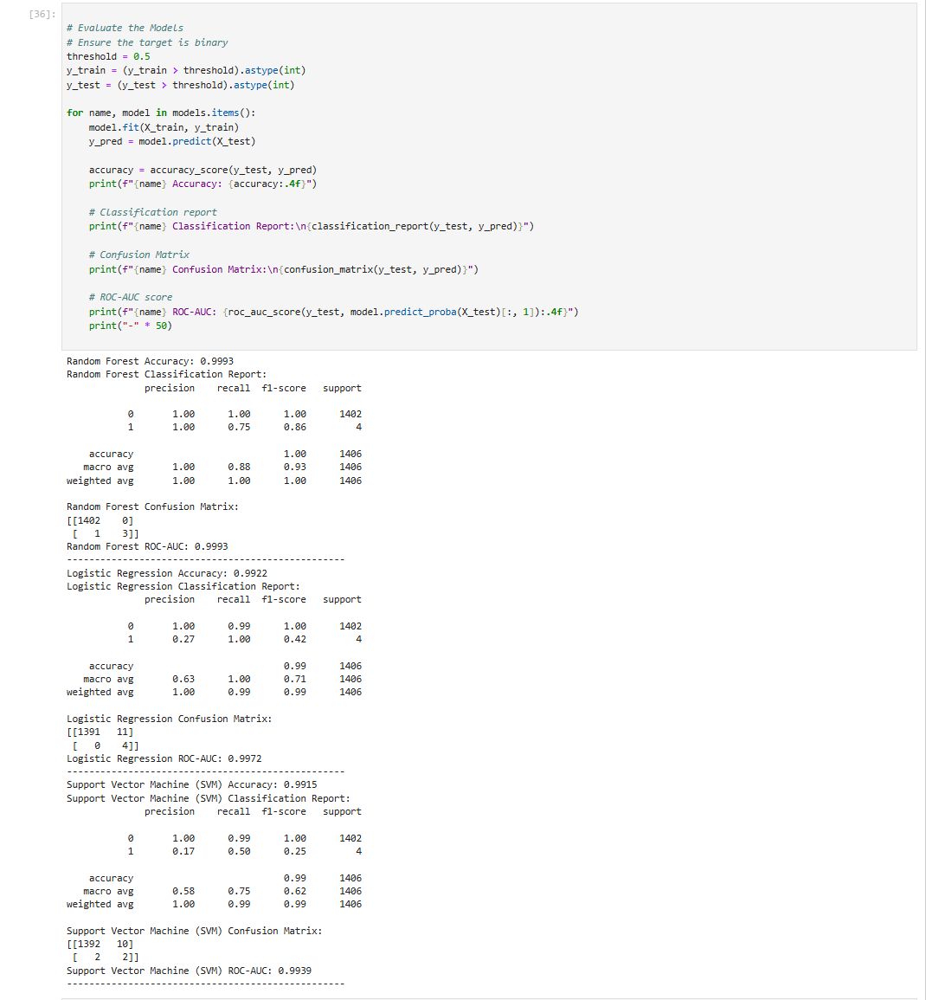 [36]:
# Evaluate the Models
# Ensure the target is binary
threshold = 0.5
y_train = (y_train > threshold).astype(int)
y_test = (y_test > threshold).astype(int)
for name, model in models.items():
    model.fit(X_train, y_train)
    y_pred = model.predict(X_test)
    accuracy = accuracy_score(y_test, y_pred)
    print(f"{name} Accuracy: {accuracy:.4f}")
    # Classification report
    print(f"{name} Classification Report:\n{classification_report(y_test, y_pred)}")
    # Confusion Matrix
    print(f"{name} Confusion Matrix:\n{confusion_matrix(y_test, y_pred)}")
    # ROC-AUC score
    print(f"{name} ROC-AUC: {roc_auc_score(y_test, model.predict_proba(X_test)[:, 1]):.4f}")
    print("-" * 50)
Random Forest Accuracy: 0.9993
Random Forest Classification Report:
              precision    recall  f1-score   support
           0       1.00      1.00      1.00      1402
           1       1.00      0.75      0.86         4
    accuracy                           1.00      1406
   macro avg       1.00      0.88      0.93      1406
weighted avg       1.00      1.00      1.00      1406
Random Forest Confusion Matrix:
[[1402    0]
 [   1    3]]
Random Forest ROC-AUC: 0.9993
--------------------------------------------------
Logistic Regression Accuracy: 0.9922
Logistic Regression Classification Report:
              precision    recall  f1-score   support
           0       1.00      0.99      1.00      1402
           1       0.27      1.00      0.42         4
    accuracy                           0.99      1406
   macro avg       0.63      1.00      0.71      1406
weighted avg       1.00      0.99      0.99      1406
Logistic Regression Confusion Matrix:
[[1391   11]
 [   0    4]]
Logistic Regression ROC-AUC: 0.9972
--------------------------------------------------
Support Vector Machine (SVM) Accuracy: 0.9915
Support Vector Machine (SVM) Classification Report:
              precision    recall  f1-score   support
           0       1.00      0.99      1.00      1402
           1       0.17      0.50      0.25         4
    accuracy                           0.99      1406
   macro avg       0.58      0.75      0.62      1406
weighted avg       1.00      0.99      0.99      1406
Support Vector Machine (SVM) Confusion Matrix:
[[1392   10]
 [   2    2]]
Support Vector Machine (SVM) ROC-AUC: 0.9939
--------------------------------------------------